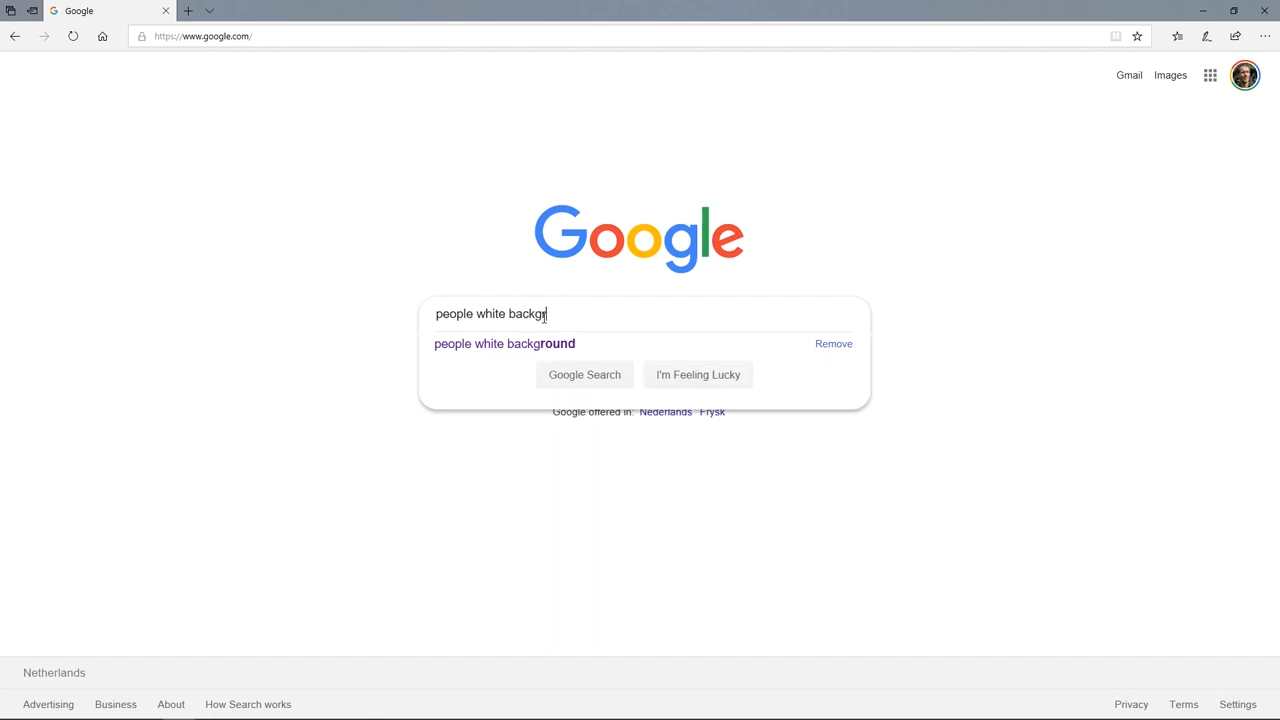 Google
https://www.google.com/
Gmail Images
Google
people white backgr
people white background Remove
Google Search I'm Feeling Lucky
Google offered in: Nederlands Frysk
Netherlands
Advertising Business About How Search works Privacy Terms Settings